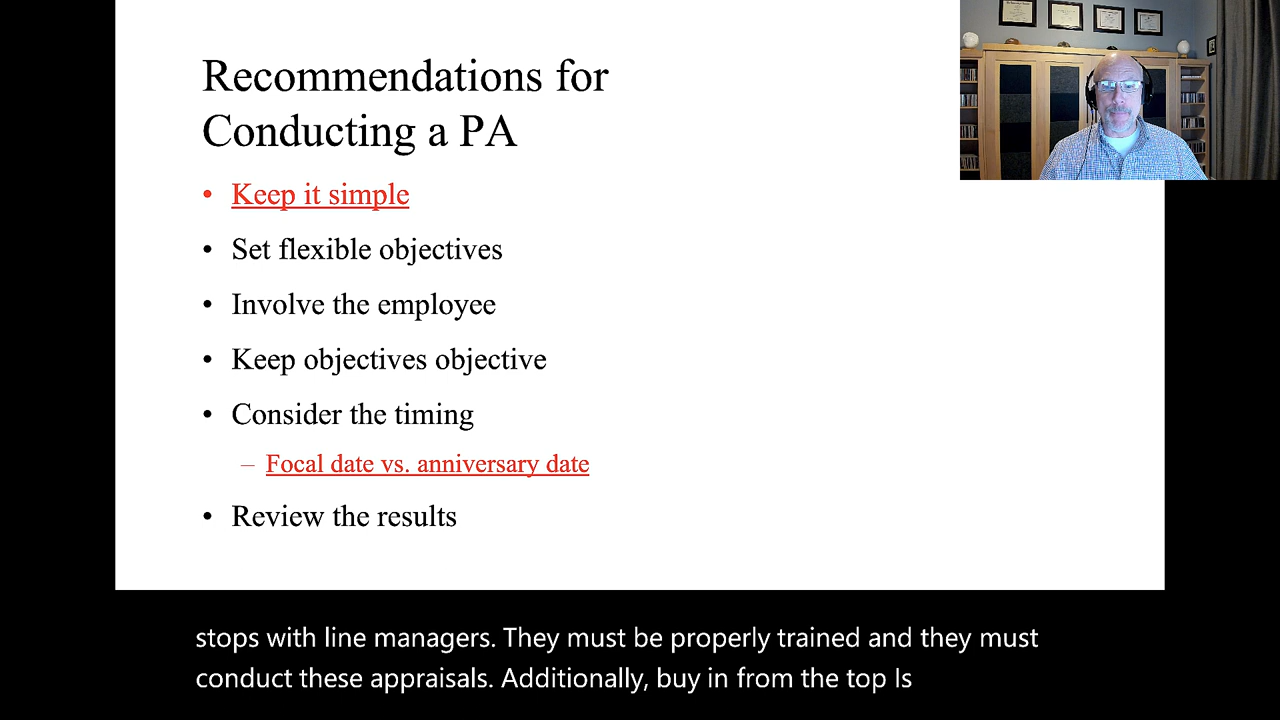 Recommendations for
Conducting a PA
• Keep it simple
• Set flexible objectives
• Involve the employee
• Keep objectives objective
• Consider the timing
– Focal date vs. anniversary date
• Review the results
stops with line managers. They must be properly trained and they must
conduct these appraisals. Additionally, buy in from the top Is